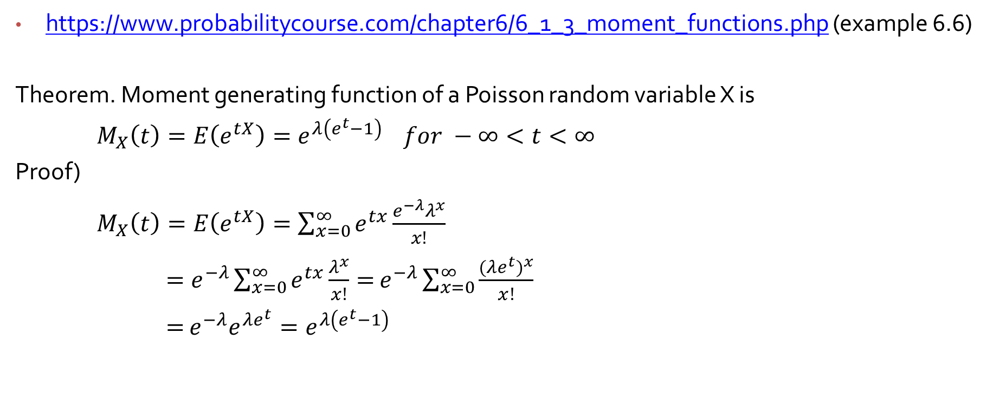 • https://www.probabilitycourse.com/chapter6/6_1_3_moment_functions.php (example 6.6)
Theorem. Moment generating function of a Poisson random variable X is
$M_X(t) = E(e^{tX}) = e^{\lambda(e^t-1)}$ for $-\infty < t < \infty$
Proof)
$M_X(t) = E(e^{tX}) = \sum_{x=0}^{\infty} e^{tx} \frac{e^{-\lambda}\lambda^x}{x!}$
$= e^{-\lambda} \sum_{x=0}^{\infty} e^{tx} \frac{\lambda^x}{x!} = e^{-\lambda} \sum_{x=0}^{\infty} \frac{(\lambda e^t)^x}{x!}$
$= e^{-\lambda} e^{\lambda e^t} = e^{\lambda(e^t-1)}$